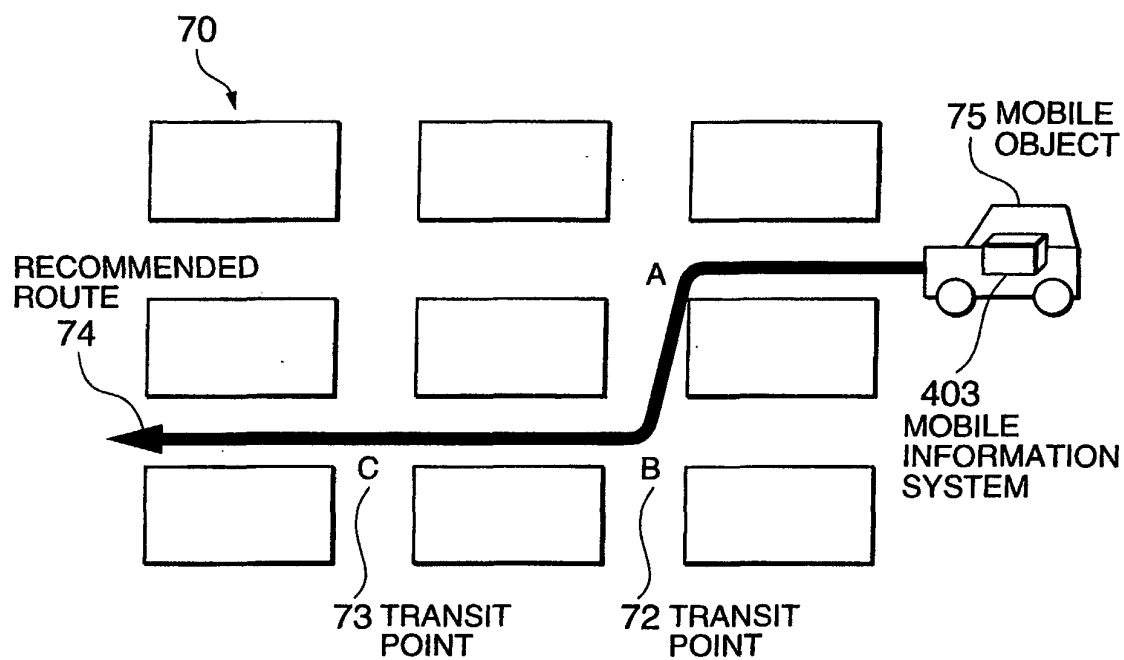 70
75 MOBILE
OBJECT
RECOMMENDED
ROUTE
74
A
403
MOBILE
INFORMATION
SYSTEM
C
B
73 TRANSIT
POINT
72 TRANSIT
POINT